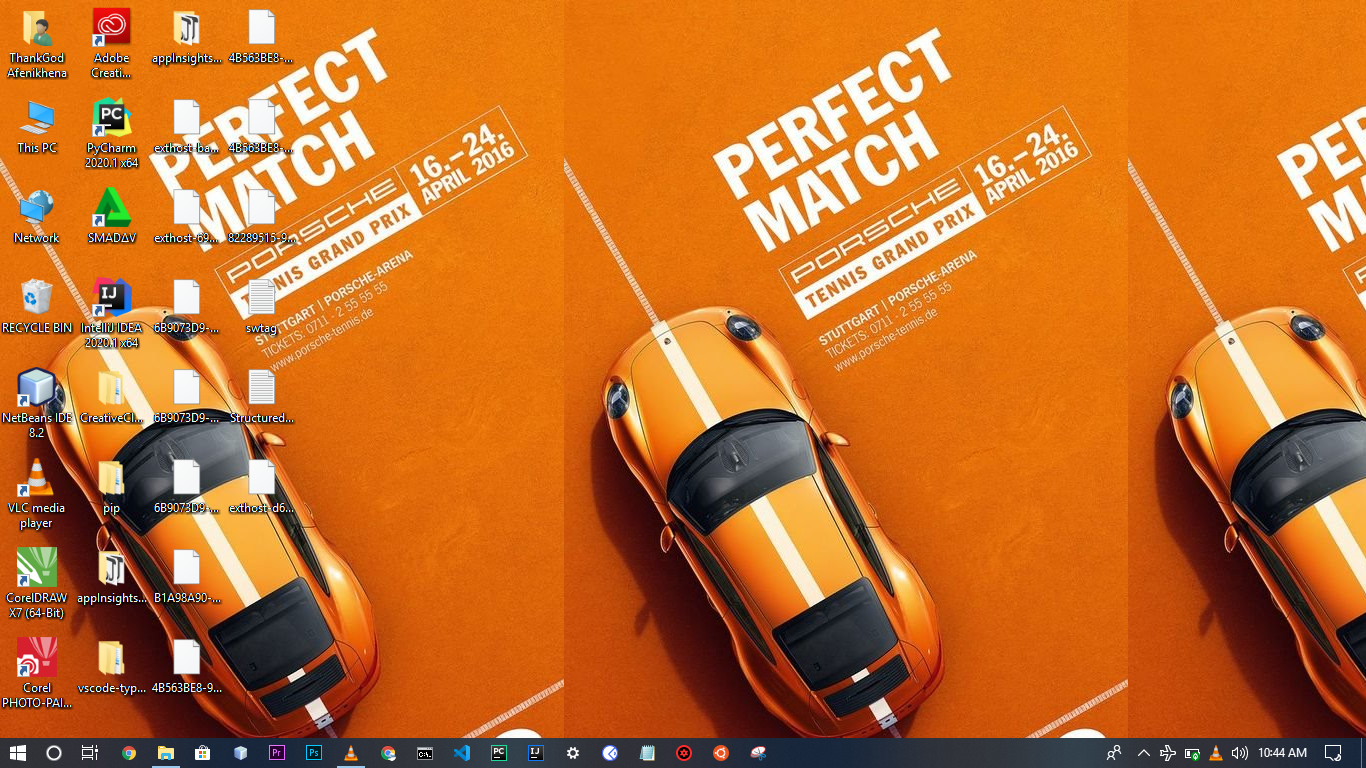 ThankGod
Afenikhena
This PC
Network
RECYCLE BIN
NetBeans IDE
8.2
VLC media
player
CorelDRAW
X7 (64-Bit)
Corel
PHOTO-PAI...
Adobe
Creati...
PyCharm
2020.1 x64
SMADΔV
IntelliJ IDEA
2020.1 x64
CreativeCl...
pip
appInsights...
vscode-typ...
appInsights...
exthost-ba...
exthost-69...
6B9073D9-...
6B9073D9-...
6B9073D9-...
B1A98A90-...
4B563BE8-9...
4B563BE8-...
4B563BE8-...
82289515-9...
swtag
Structured...
exthost-d6...
PERFECT
MATCH
16.–24.
APRIL 2016
PORSCHE
TENNIS GRAND PRIX
STUTTGART | PORSCHE-ARENA
TICKETS: 0711 - 2 55 55 55
www.porsche-tennis.de
PERFECT
MATCH
16.–24.
APRIL 2016
PORSCHE
TENNIS GRAND PRIX
STUTTGART | PORSCHE-ARENA
TICKETS: 0711 - 2 55 55 55
www.porsche-tennis.de
10:44 AM